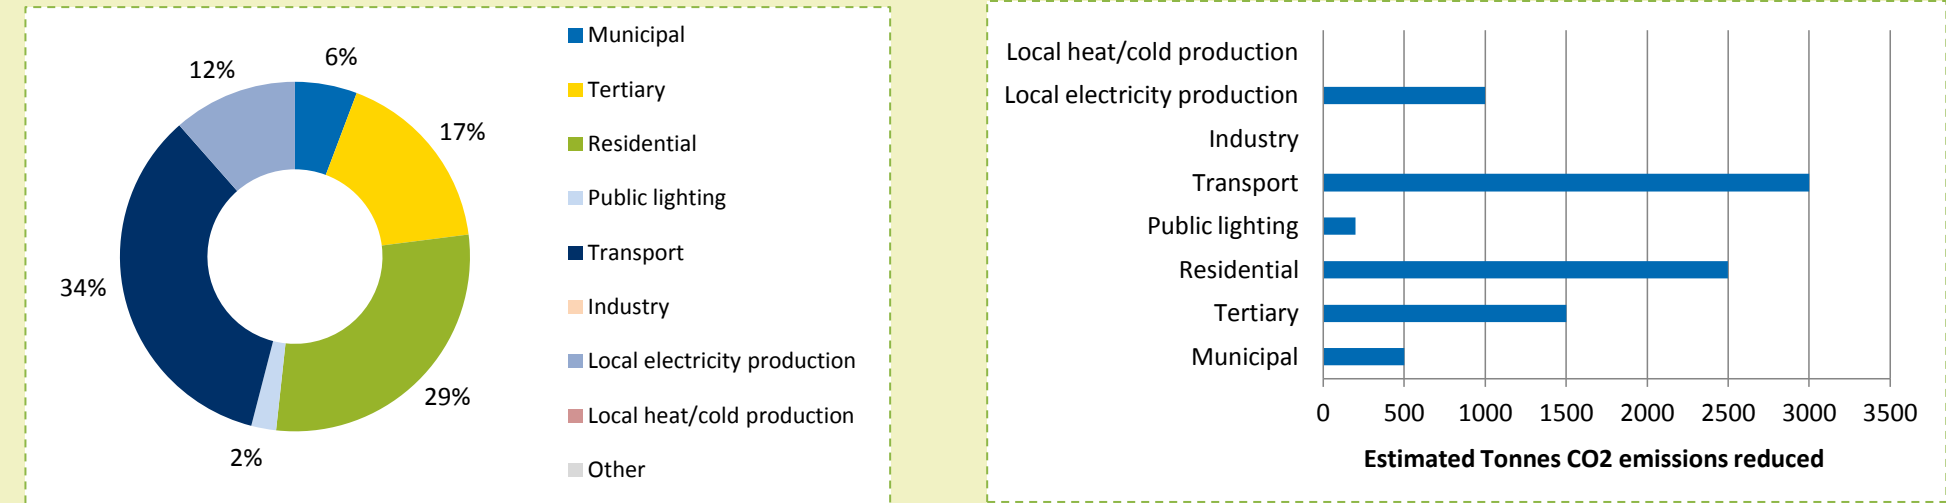 6%
12%
17%
34%
29%
2%
Municipal
Tertiary
Residential
Public lighting
Transport
Industry
Local electricity production
Local heat/cold production
Other
Local heat/cold production
Local electricity production
Industry
Transport
Public lighting
Residential
Tertiary
Municipal
0 500 1000 1500 2000 2500 3000 3500
Estimated Tonnes CO2 emissions reduced